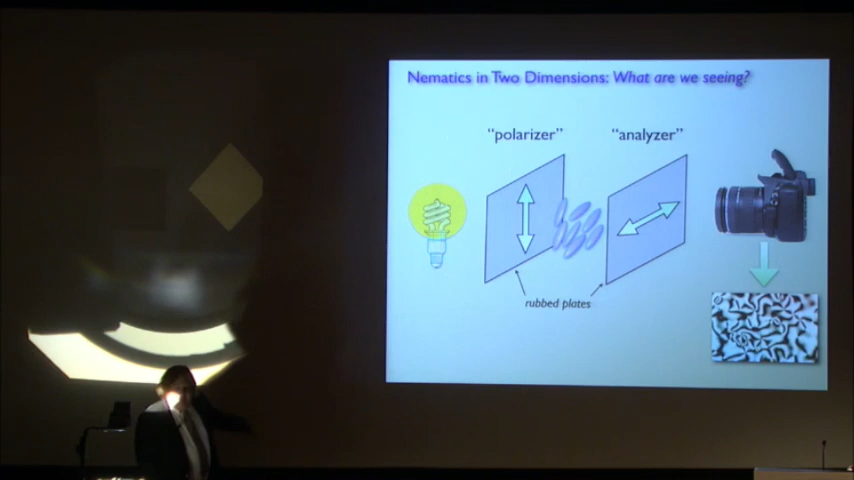 Nematics in Two Dimensions: What are we seeing?
"polarizer"
"analyzer"
rubbed plates